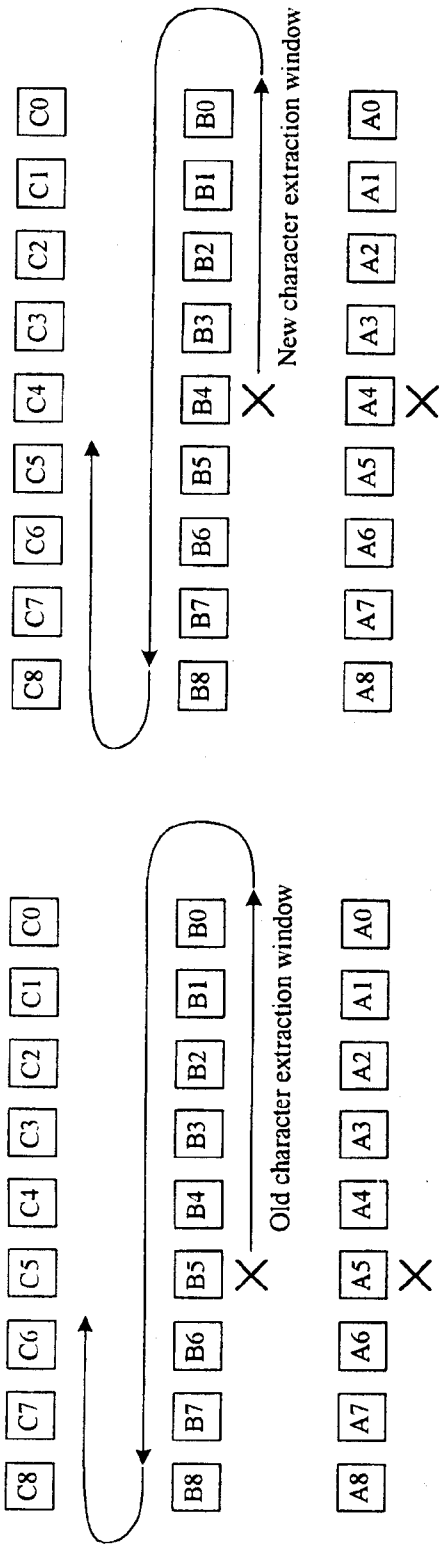 C8 C7 C6 C5 C4 C3 C2 C1 C0
B8 B7 B6 B5 B4 B3 B2 B1 B0
Old character extraction window
A8 A7 A6 A5 A4 A3 A2 A1 A0
C8 C7 C6 C5 C4 C3 C2 C1 C0
B8 B7 B6 B5 B4 B3 B2 B1 B0
New character extraction window
A8 A7 A6 A5 A4 A3 A2 A1 A0